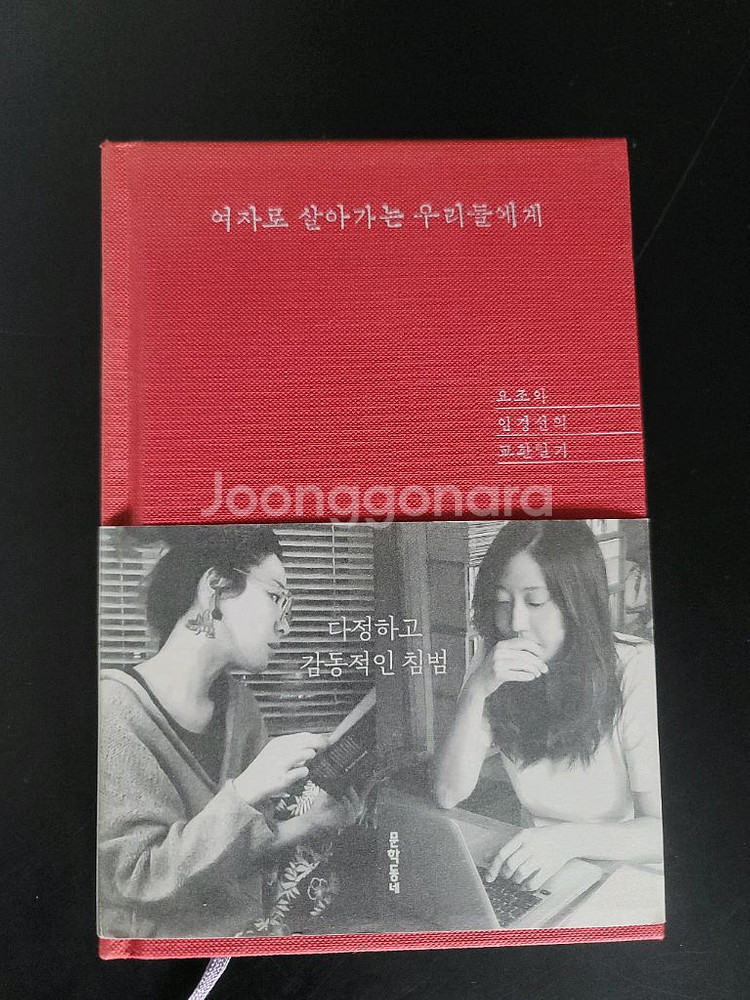 여자로 살아가는 우리들에게
요조와
임경선의
교환일기
Joonggonara
다정하고
감동적인 침범
문학동네